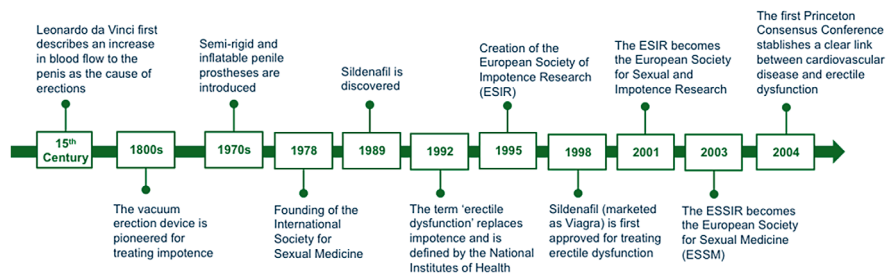 Leonardo da Vinci first
describes an increase
in blood flow to the
penis as the cause of
erections
Semi-rigid and
inflatable penile
prostheses are
introduced
Sildenafil is
discovered
Creation of the
European Society of
Impotence Research
(ESIR)
The ESIR becomes
the European Society
for Sexual and
Impotence Research
The first Princeton
Consensus Conference
stablishes a clear link
between cardiovascular
disease and erectile
dysfunction
15th
Century
1800s
1970s
1978
1989
1992
1995
1998
2001
2003
2004
The vacuum
erection device is
pioneered for
treating impotence
Founding of the
International
Society for
Sexual Medicine
The term ‘erectile
dysfunction’ replaces
impotence and is
defined by the National
Institutes of Health
Sildenafil (marketed
as Viagra) is first
approved for treating
erectile dysfunction
The ESSIR becomes
the European Society
for Sexual Medicine
(ESSM)